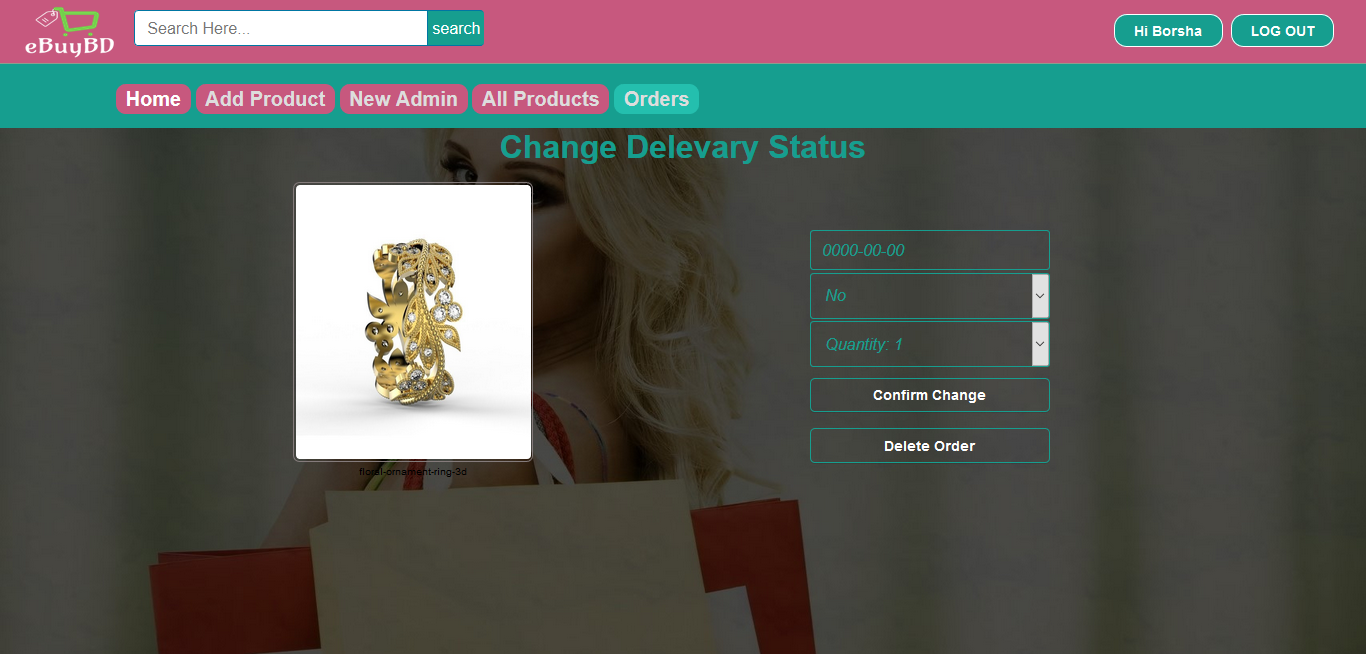 eBuyBD
Search Here...
search
Hi Borsha
LOG OUT
Home
Add Product
New Admin
All Products
Orders
Change Delevary Status
0000-00-00
No
Quantity: 1
Confirm Change
Delete Order
floral-ornament-ring-3d